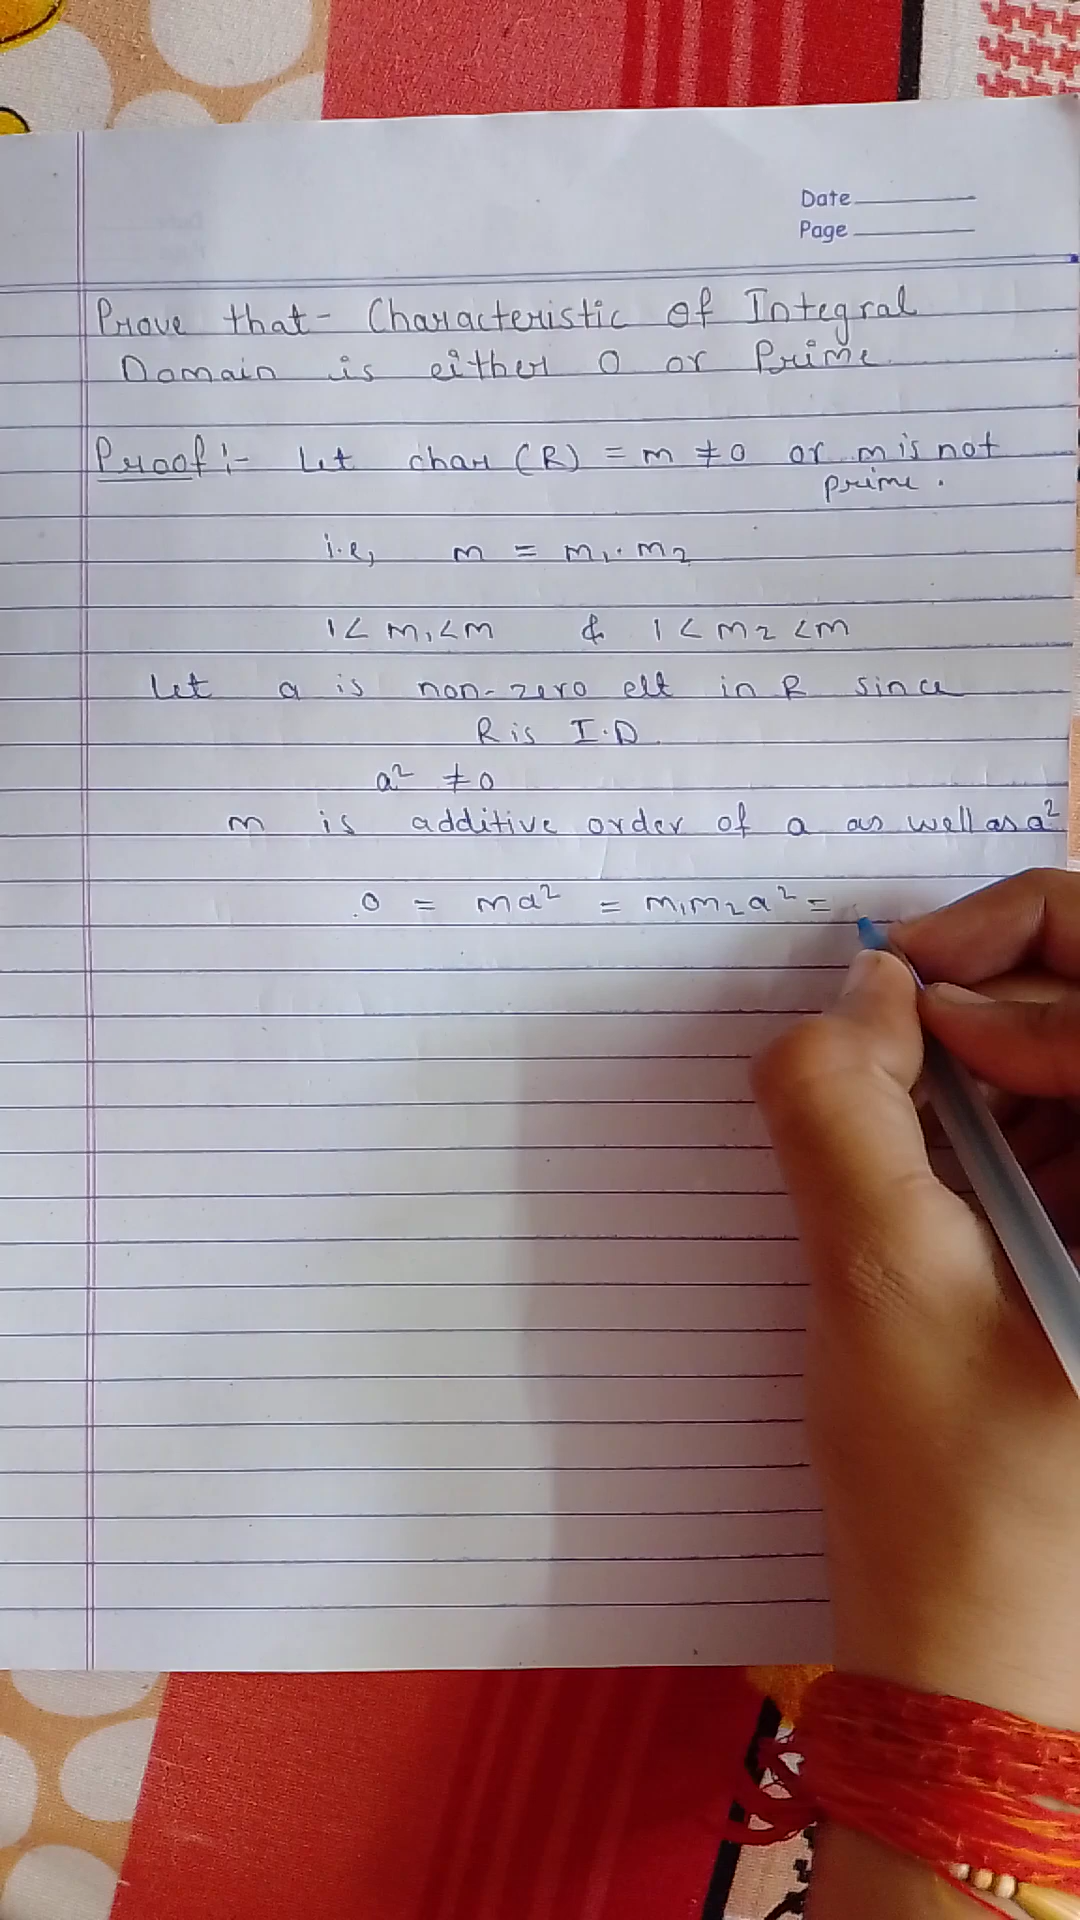 Date
Page
Prove that - Characteristic of Integral
Domain is either 0 or Prime
Proof :- Let char (R) = m ≠ 0 or m is not
prime.
i.e, m = m₁. m₂
1 < m₁ < m & 1 < m₂ < m
Let a is non-zero elt in R since
R is I.D
a² ≠ 0
m is additive order of a as well as a²
0 = ma² = m₁m₂a² =